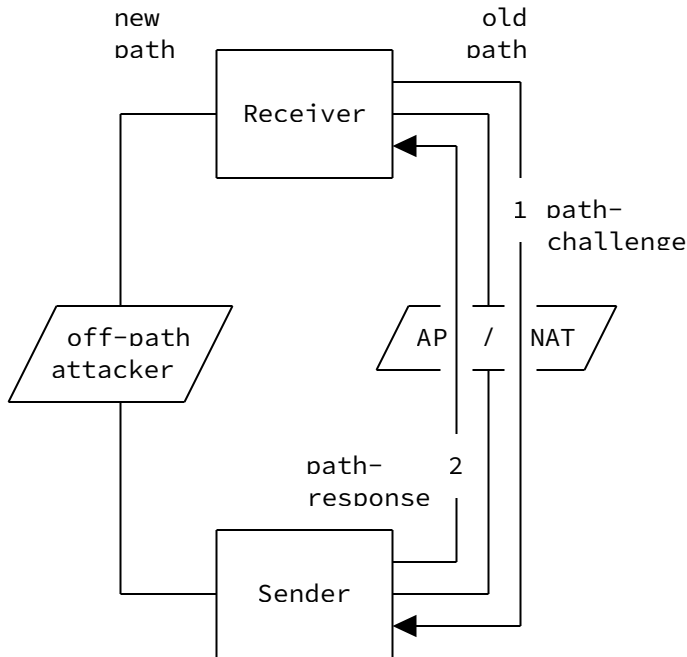 new
path
old
path
Receiver
1 path-
challenge
off-path
attacker
AP / NAT
path-
response
2
Sender